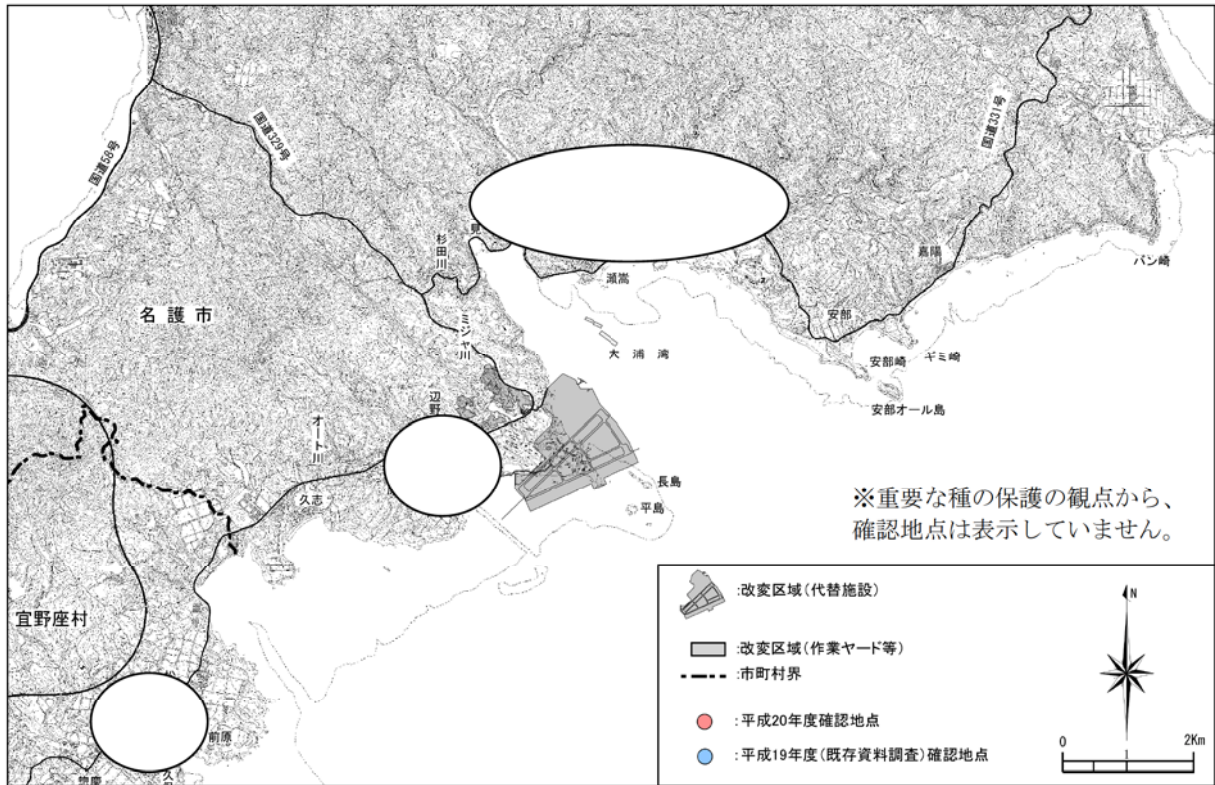 国道58号
国道329号
国道331号
杉田川
見
瀬嵩
嘉陽
バン崎
名護市
ミジャ川
大浦湾
安部
安部崎
ギミ崎
安部オール島
辺野
オート川
久志
長島
平島
※重要な種の保護の観点から、
確認地点は表示していません。
宜野座村
松
前原
惣慶
久
:改変区域(代替施設)
:改変区域(作業ヤード等)
:市町村界
:平成20年度確認地点
:平成19年度(既存資料調査)確認地点
N
0
2Km